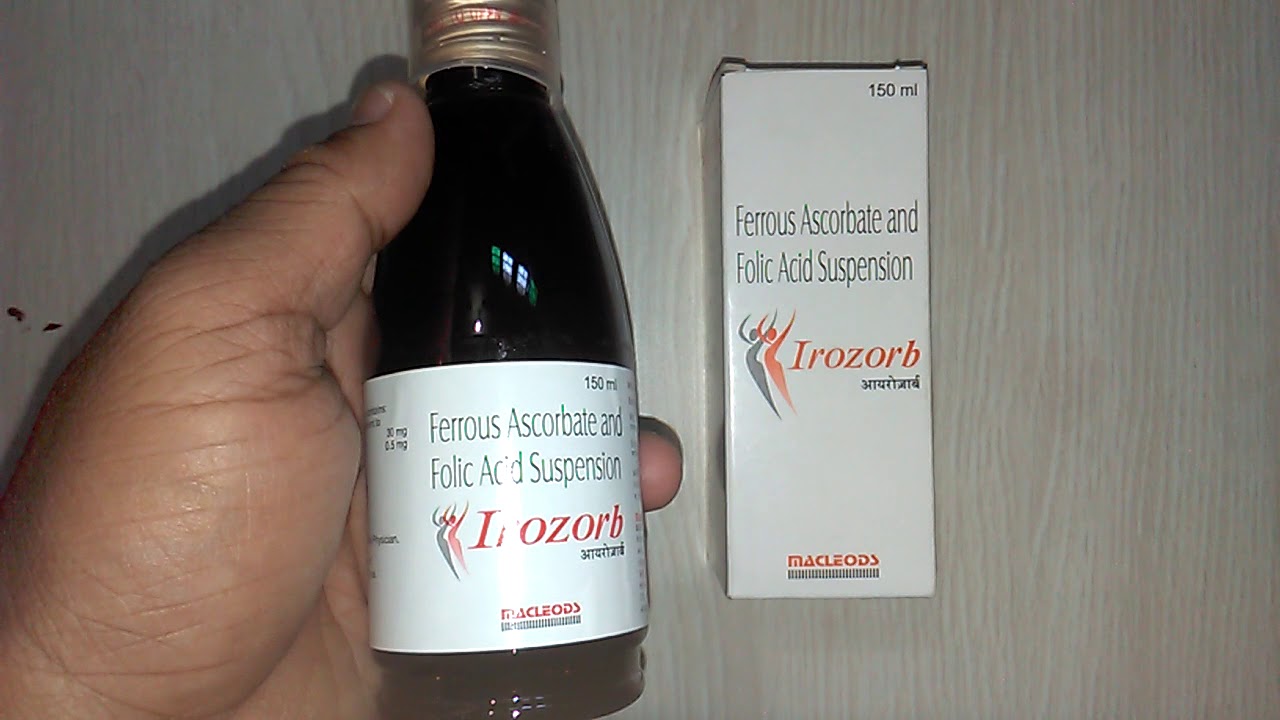 150 ml
Ferrous Ascorbate and
Folic Acid Suspension
Irozorb
आयरोज़ार्ब
MACLEODS
30 mg
0.5 mg
Physician.
150 ml
Ferrous Ascorbate and
Folic Acid Suspension
Irozorb
आयरोज़ार्ब
MACLEODS